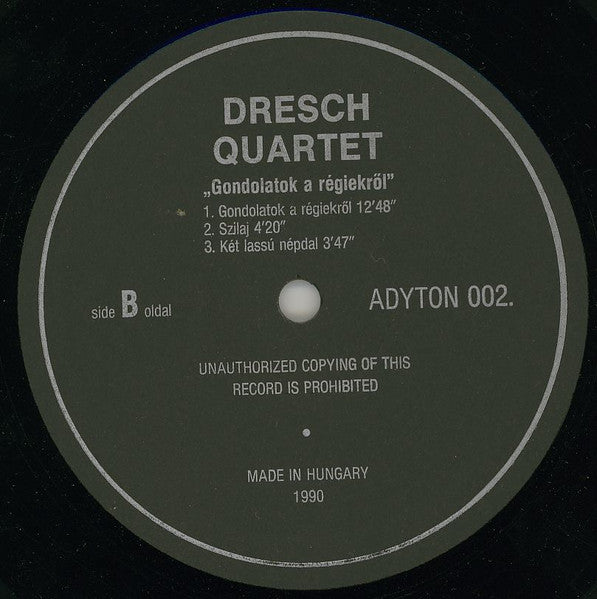 DRESCH
QUARTET
„Gondolatok a régiekről"
1. Gondolatok a régiekről 12'48"
2. Szilaj 4'20"
3. Két lassú népdal 3'47"
side B oldal
ADYTON 002.
UNAUTHORIZED COPYING OF THIS
RECORD IS PROHIBITED
MADE IN HUNGARY
1990